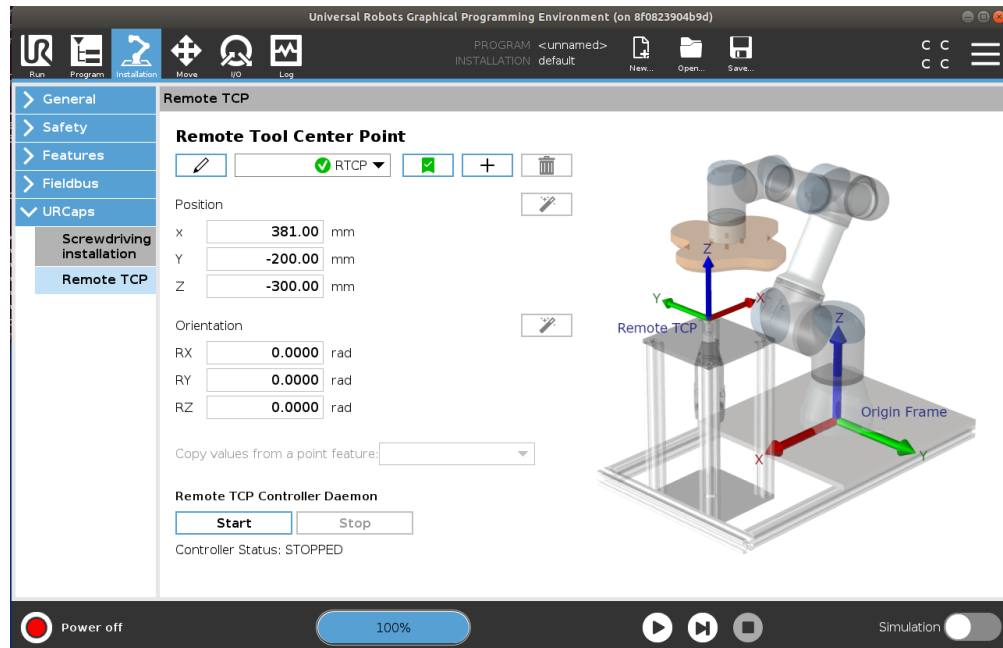 Universal Robots Graphical Programming Environment (on 8f0823904b9d)
UR
Run
Program
Installation
Move
I/O
Log
PROGRAM <unnamed>
INSTALLATION default
New...
Open...
Save...
C C
C C
General
Safety
Features
Fieldbus
URCaps
Screwdriving
installation
Remote TCP
Remote TCP
Remote Tool Center Point
RTCP
Position
X 381.00 mm
Y -200.00 mm
Z -300.00 mm
Orientation
RX 0.0000 rad
RY 0.0000 rad
RZ 0.0000 rad
Copy values from a point feature:
Remote TCP Controller Daemon
Start Stop
Controller Status: STOPPED
Z
Y
X
Remote TCP
Z
Origin Frame
X
Y
Power off
100%
Simulation